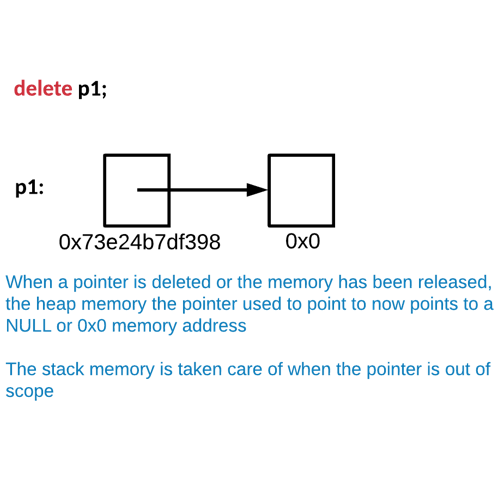 delete p1;
p1:
0x73e24b7df398
0x0
When a pointer is deleted or the memory has been released,
the heap memory the pointer used to point to now points to a
NULL or 0x0 memory address
The stack memory is taken care of when the pointer is out of
scope